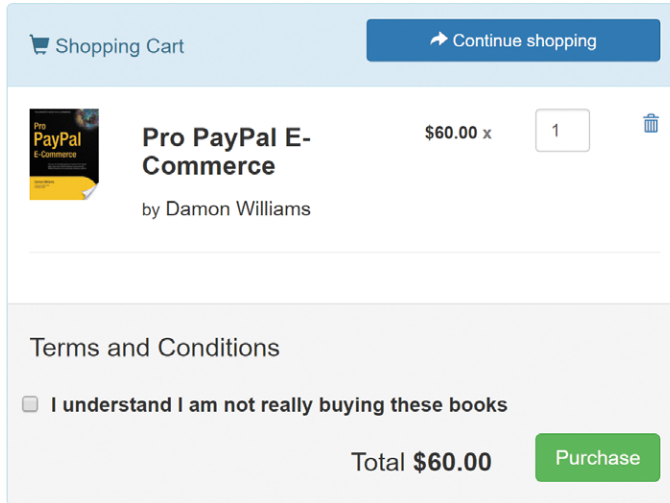 Shopping Cart
Continue shopping
Pro
PayPal
E-Commerce
Pro PayPal E-
Commerce
by Damon Williams
$60.00 x
1
Terms and Conditions
I understand I am not really buying these books
Total $60.00
Purchase